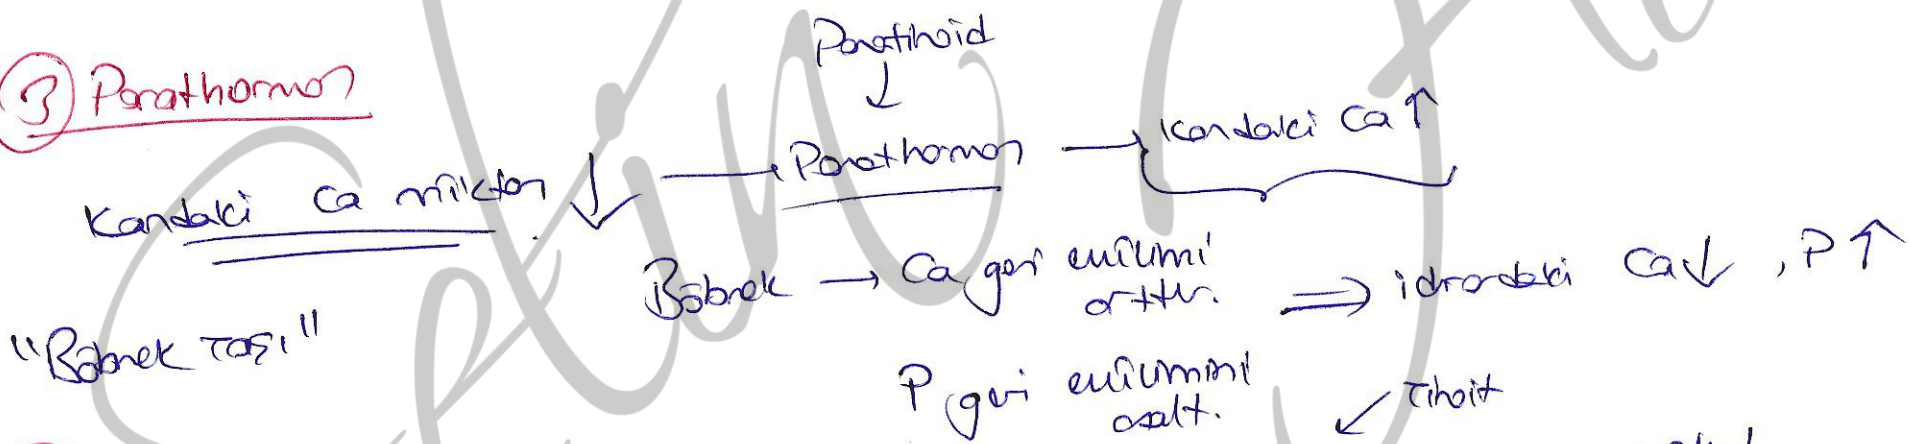 Paratiroid
↓
③ Parathormon
Kandaki Ca miktarı ↓ → Parathormon → Kandaki Ca ↑
Böbrek → Ca geri emilimi arttır. ⇒ idrardaki Ca ↓, P ↑
"Böbrek Taşı"
P geri emilimini azalt.
↙ Tiroit